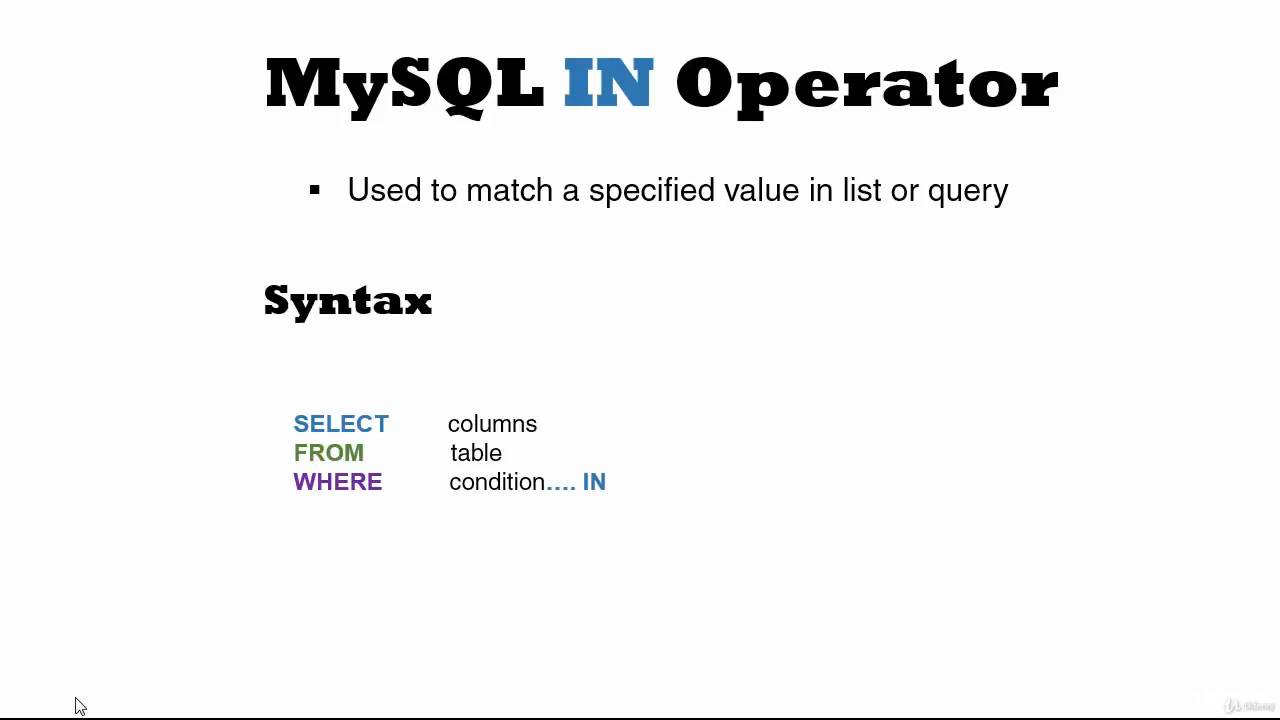 MySQL IN Operator
▪ Used to match a specified value in list or query
Syntax
SELECT columns
FROM table
WHERE condition.... IN
Udemy